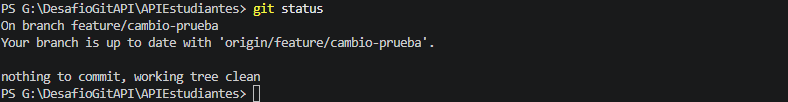 PS G:\DesafioGitAPI\APIEstudiantes> git status
On branch feature/cambio-prueba
Your branch is up to date with 'origin/feature/cambio-prueba'.
nothing to commit, working tree clean
PS G:\DesafioGitAPI\APIEstudiantes>